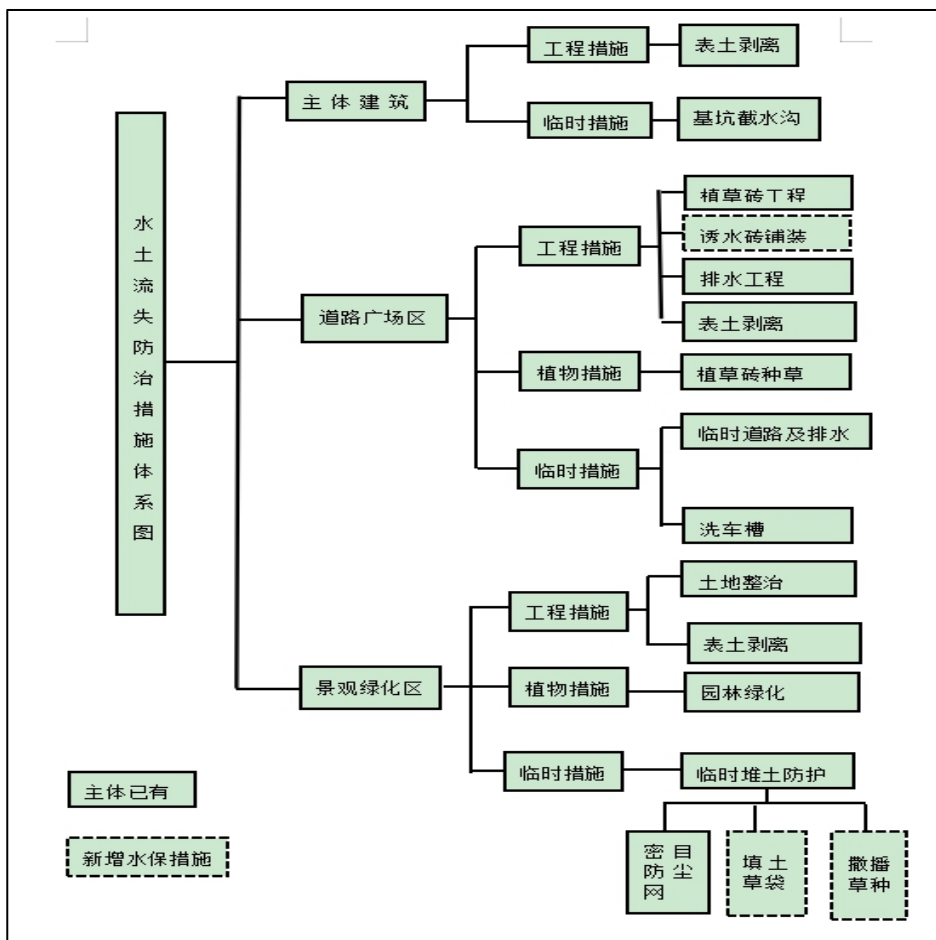 水土流失防治措施体系图
主体建筑
工程措施
表土剥离
临时措施
基坑截水沟
道路广场区
工程措施
植草砖工程
诱水砖铺装
排水工程
表土剥离
植物措施
植草砖种草
临时措施
临时道路及排水
洗车槽
景观绿化区
工程措施
土地整治
表土剥离
植物措施
园林绿化
临时措施
临时堆土防护
密目
防尘
网
填土
草袋
撒播
草种
主体已有
新增水保措施